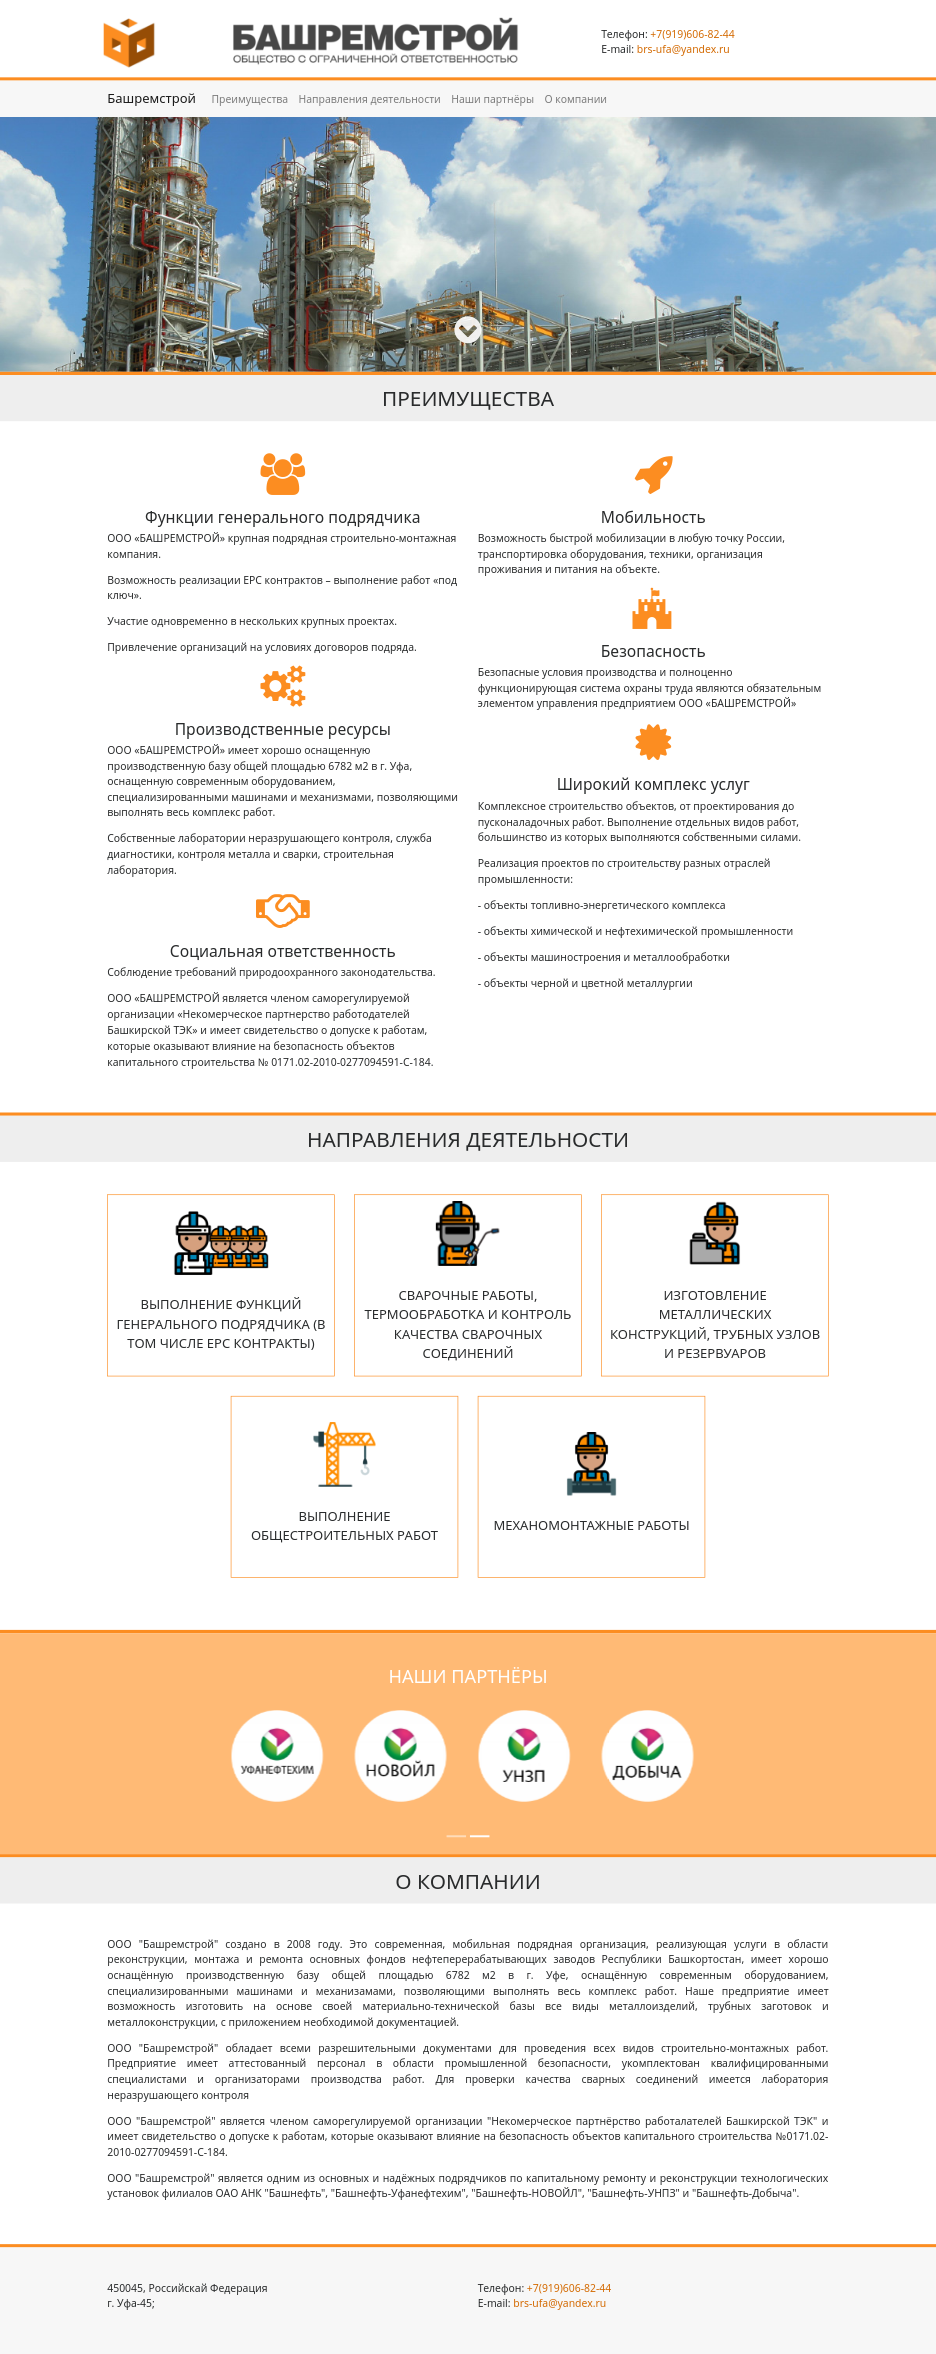 БАШРЕМСТРОЙ
ОБЩЕСТВО С ОГРАНИЧЕННОЙ ОТВЕТСТВЕННОСТЬЮ
Телефон: +7(919)606-82-44
E-mail: brs-ufa@yandex.ru
Башремстрой Преимущества Направления деятельности Наши партнёры О компании
ПРЕИМУЩЕСТВА
Функции генерального подрядчика
ООО «БАШРЕМСТРОЙ» крупная подрядная строительно-монтажная
компания.
Возможность реализации ЕРС контрактов – выполнение работ «под
ключ».
Участие одновременно в нескольких крупных проектах.
Привлечение организаций на условиях договоров подряда.
Производственные ресурсы
ООО «БАШРЕМСТРОЙ» имеет хорошо оснащенную
производственную базу общей площадью 6782 м2 в г. Уфа,
оснащенную современным оборудованием,
специализированными машинами и механизмами, позволяющими
выполнять весь комплекс работ.
Собственные лаборатории неразрушающего контроля, служба
диагностики, контроля металла и сварки, строительная
лаборатория.
Социальная ответственность
Соблюдение требований природоохранного законодательства.
ООО «БАШРЕМСТРОЙ является членом саморегулируемой
организации «Некоммерческое партнерство работодателей
Башкирской ТЭК» и имеет свидетельство о допуске к работам,
которые оказывают влияние на безопасность объектов
капитального строительства № 0171.02-2010-0277094591-С-184.
Мобильность
Возможность быстрой мобилизации в любую точку России,
транспортировка оборудования, техники, организация
проживания и питания на объекте.
Безопасность
Безопасные условия производства и полноценно
функционирующая система охраны труда являются обязательным
элементом управления предприятием ООО «БАШРЕМСТРОЙ»
Широкий комплекс услуг
Комплексное строительство объектов, от проектирования до
пусконаладочных работ. Выполнение отдельных видов работ,
большинство из которых выполняются собственными силами.
Реализация проектов по строительству разных отраслей
промышленности:
- объекты топливно-энергетического комплекса
- объекты химической и нефтехимической промышленности
- объекты машиностроения и металлообработки
- объекты черной и цветной металлургии
НАПРАВЛЕНИЯ ДЕЯТЕЛЬНОСТИ
ВЫПОЛНЕНИЕ ФУНКЦИЙ
ГЕНЕРАЛЬНОГО ПОДРЯДЧИКА (В
ТОМ ЧИСЛЕ ЕРС КОНТРАКТЫ)
СВАРОЧНЫЕ РАБОТЫ,
ТЕРМООБРАБОТКА И КОНТРОЛЬ
КАЧЕСТВА СВАРОЧНЫХ
СОЕДИНЕНИЙ
ИЗГОТОВЛЕНИЕ
МЕТАЛЛИЧЕСКИХ
КОНСТРУКЦИЙ, ТРУБНЫХ УЗЛОВ
И РЕЗЕРВУАРОВ
ВЫПОЛНЕНИЕ
ОБЩЕСТРОИТЕЛЬНЫХ РАБОТ
МЕХАНОМОНТАЖНЫЕ РАБОТЫ
НАШИ ПАРТНЁРЫ
УФАНЕФТЕХИМ
НОВОЙЛ
УНЗП
ДОБЫЧА
О КОМПАНИИ
ООО "Башремстрой" создано в 2008 году. Это современная, мобильная подрядная организация, реализующая услуги в области
реконструкции, монтажа и ремонта основных фондов нефтеперерабатывающих заводов Республики Башкортостан, имеет хорошо
оснащённую производственную базу общей площадью 6782 м2 в г. Уфе, оснащённую современным оборудованием,
специализированными машинами и механизамами, позволяющими выполнять весь комплекс работ. Наше предприятие имеет
возможность изготовить на основе своей материально-технической базы все виды металлоизделий, трубных заготовок и
металлоконструкции, с приложением необходимой документацией.
ООО "Башремстрой" обладает всеми разрешительными документами для проведения всех видов строительно-монтажных работ.
Предприятие имеет аттестованный персонал в области промышленной безопасности, укомплектован квалифицированными
специалистами и организаторами производства работ. Для проверки качества сварных соединений имеется лаборатория
неразрушающего контроля
ООО "Башремстрой" является членом саморегулируемой организации "Некомерческое партнёрство работалателей Башкирской ТЭК" и
имеет свидетельство о допуске к работам, которые оказывают влияние на безопасность объектов капитального строительства №0171.02-
2010-0277094591-С-184.
ООО "Башремстрой" является одним из основных и надёжных подрядчиков по капитальному ремонту и реконструкции технологических
установок филиалов ОАО АНК "Башнефть", "Башнефть-Уфанефтехим", "Башнефть-НОВОЙЛ", "Башнефть-УНПЗ" и "Башнефть-Добыча".
450045, Российскай Федерация
г. Уфа-45;
Телефон: +7(919)606-82-44
E-mail: brs-ufa@yandex.ru